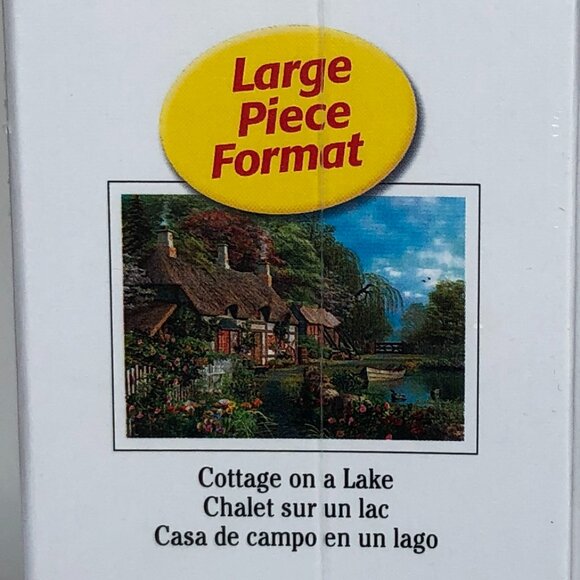 Large
Piece
Format
Cottage on a Lake
Chalet sur un lac
Casa de campo en un lago